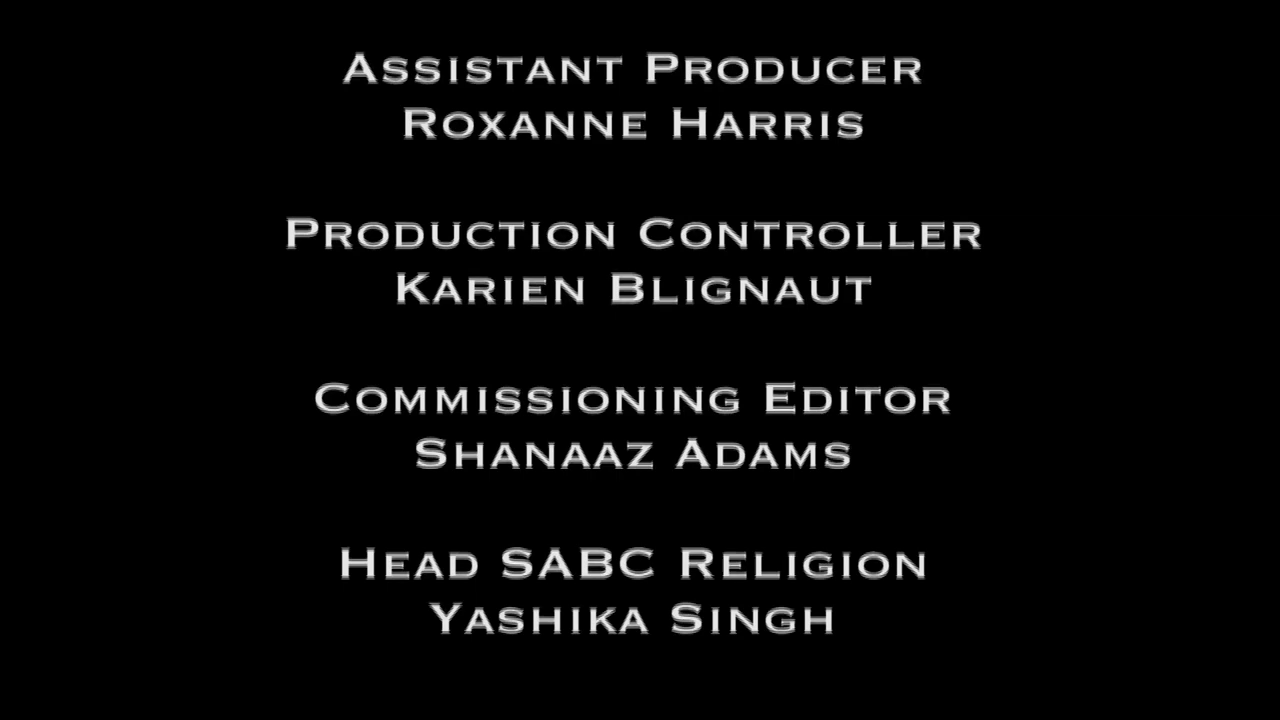 Assistant Producer
Roxanne Harris
Production Controller
Karien Blignaut
Commissioning Editor
Shanaaz Adams
Head SABC Religion
Yashika Singh